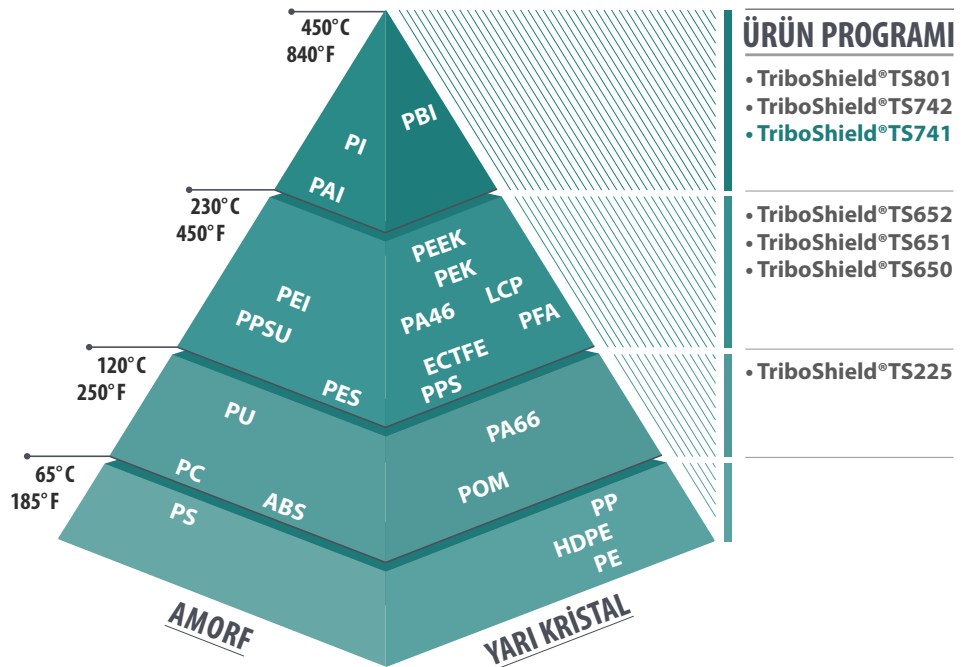 450°C
840°F
ÜRÜN PROGRAMI
• TriboShield®TS801
• TriboShield®TS742
• TriboShield®TS741
PBI
PI
PAI
230°C
450°F
• TriboShield®TS652
• TriboShield®TS651
• TriboShield®TS650
PEEK
PEK
LCP
PEI
PA46
PFA
PPSU
ECTFE
PES
PPS
120°C
250°F
• TriboShield®TS225
PU
PA66
PC
POM
ABS
65°C
185°F
PS
PP
HDPE
PE
AMORF
YARI KRİSTAL